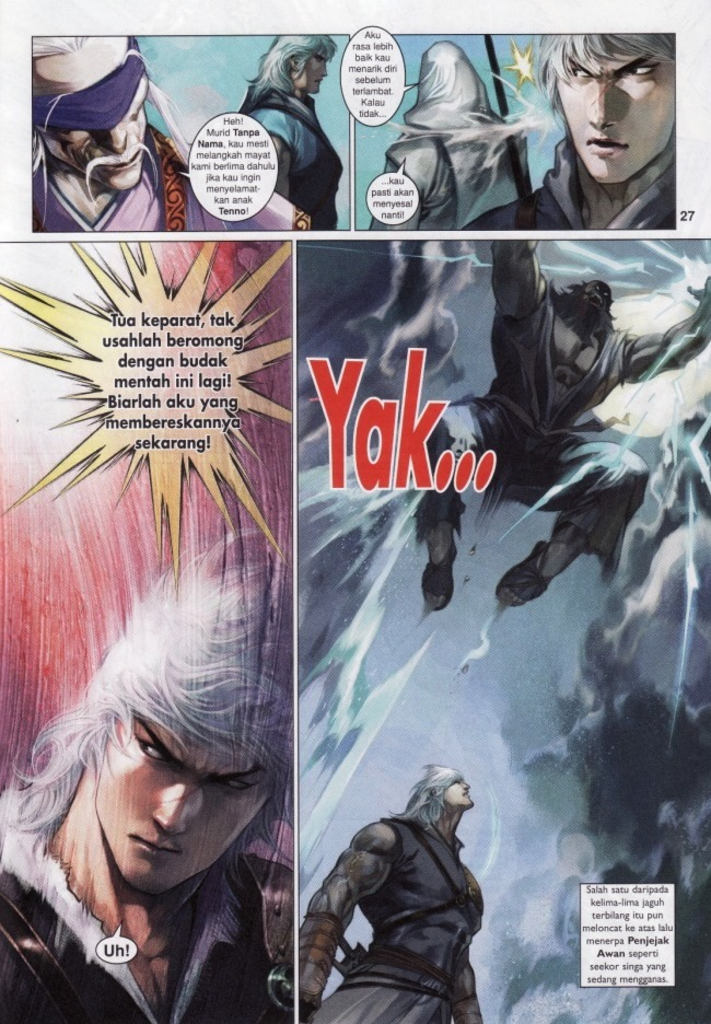 Heh!
Murid Tanpa
Nama, kau mesti
melangkah mayat
kami berlima dahulu
jika kau ingin
menyelamat-
kan anak
Tenno!
Aku
rasa lebih
baik kau
menarik diri
sebelum
terlambat.
Kalau
tidak...
...kau
pasti akan
menyesal
nanti!
27
Tua keparat, tak
usahlah beromong
dengan budak
mentah ini lagi!
Biarlah aku yang
membereskannya
sekarang!
Uh!
Yak...
Salah satu daripada
kelima-lima jaguh
terbilang itu pun
meloncat ke atas lalu
menerpa Penjejak
Awan seperti
seekor singa yang
sedang mengganas.